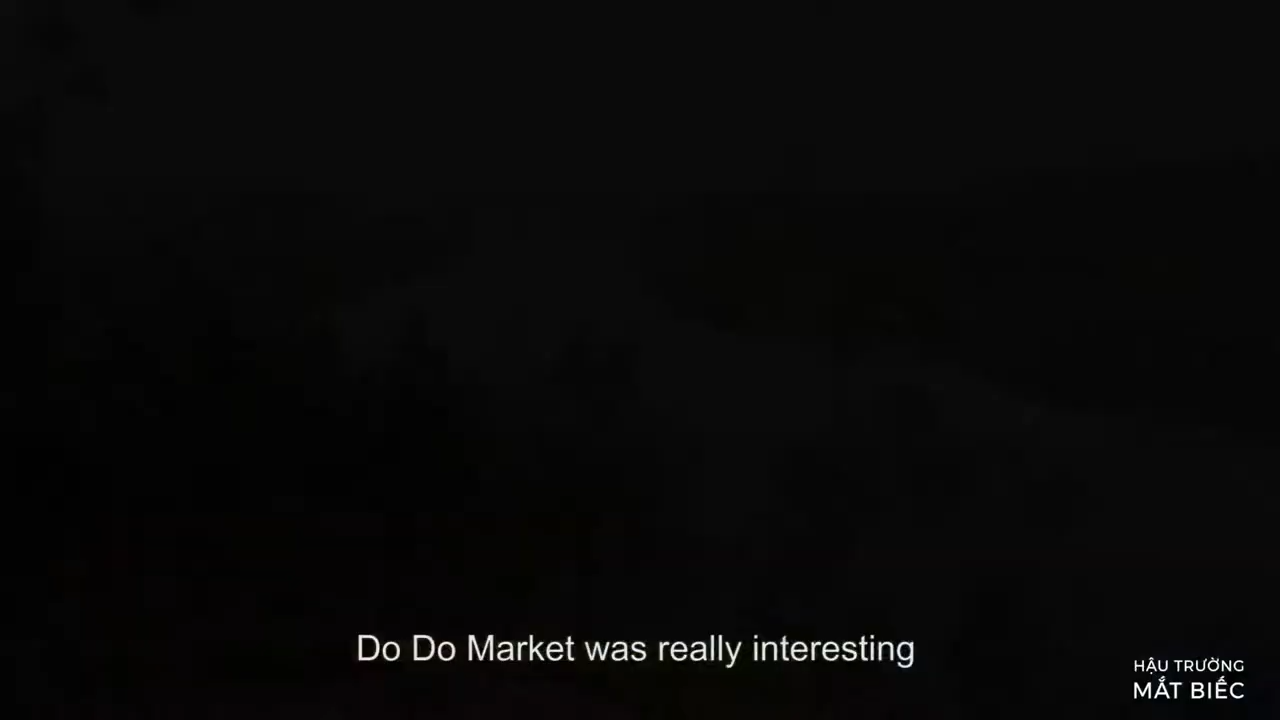 Do Do Market was really interesting
HẬU TRƯỜNG
MẮT BIẾC